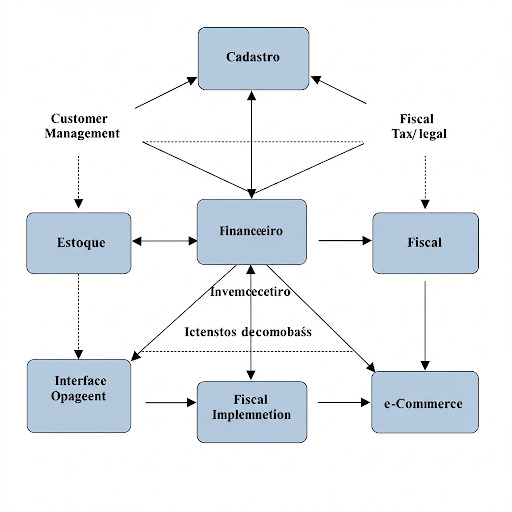 Cadastro
Customer
Management
Fiscal
Tax/legal
Estoque
Financeeiro
Fiscal
Invemcecetiro
Ictenstos decomobaśs
Interface
Opageent
Fiscal
Implemnetion
e-Commerce